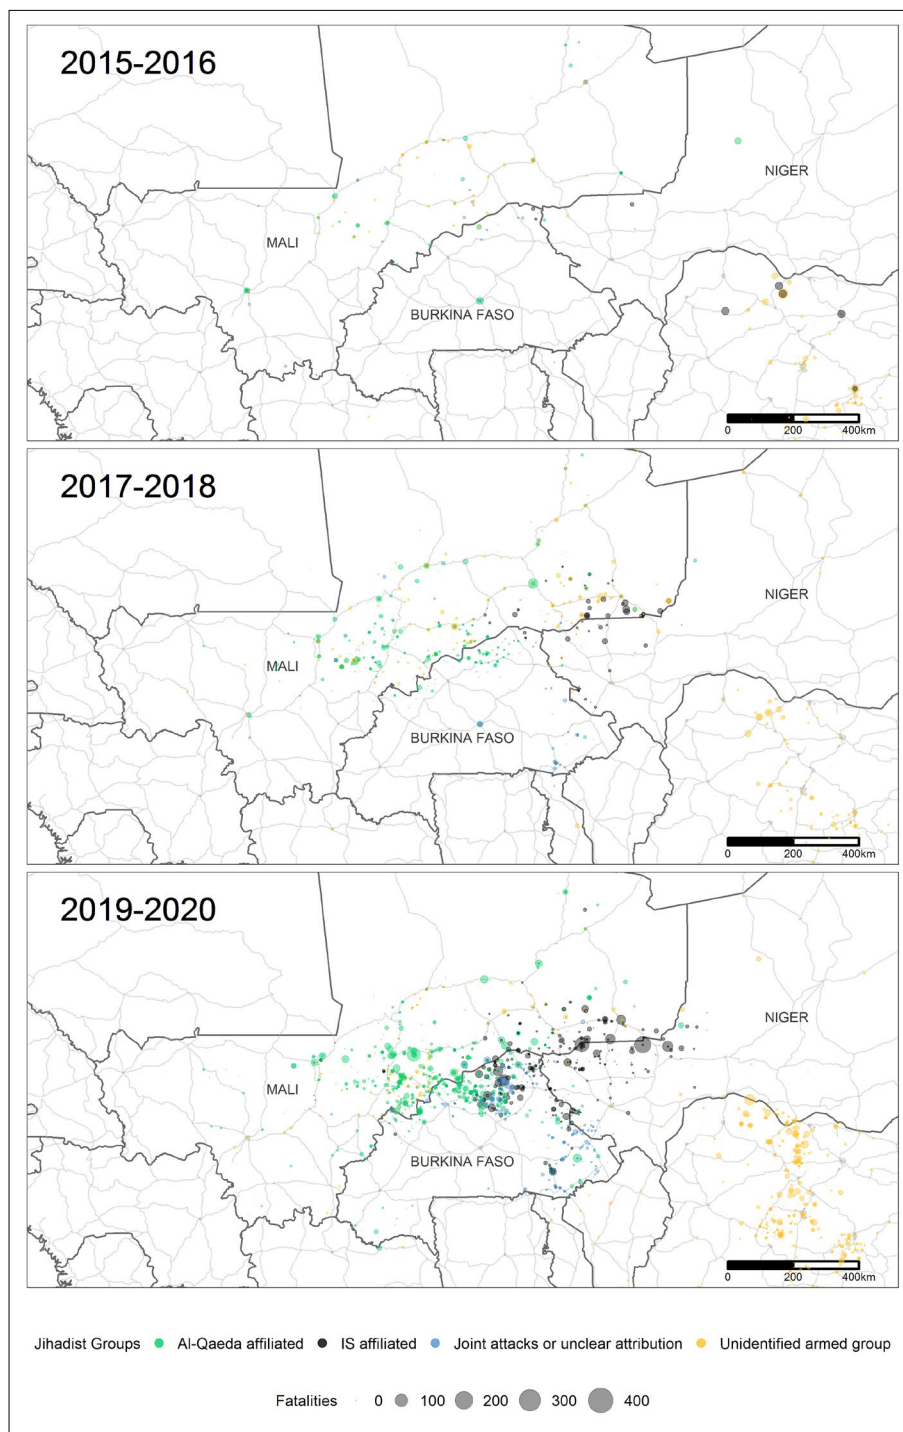 2015-2016
NIGER
MALI
BURKINA FASO
0 200 400km
2017-2018
NIGER
MALI
BURKINA FASO
0 200 400km
2019-2020
NIGER
MALI
BURKINA FASO
0 200 400km
Jihadist Groups Al-Qaeda affiliated IS affiliated Joint attacks or unclear attribution Unidentified armed group
Fatalities 0 100 200 300 400